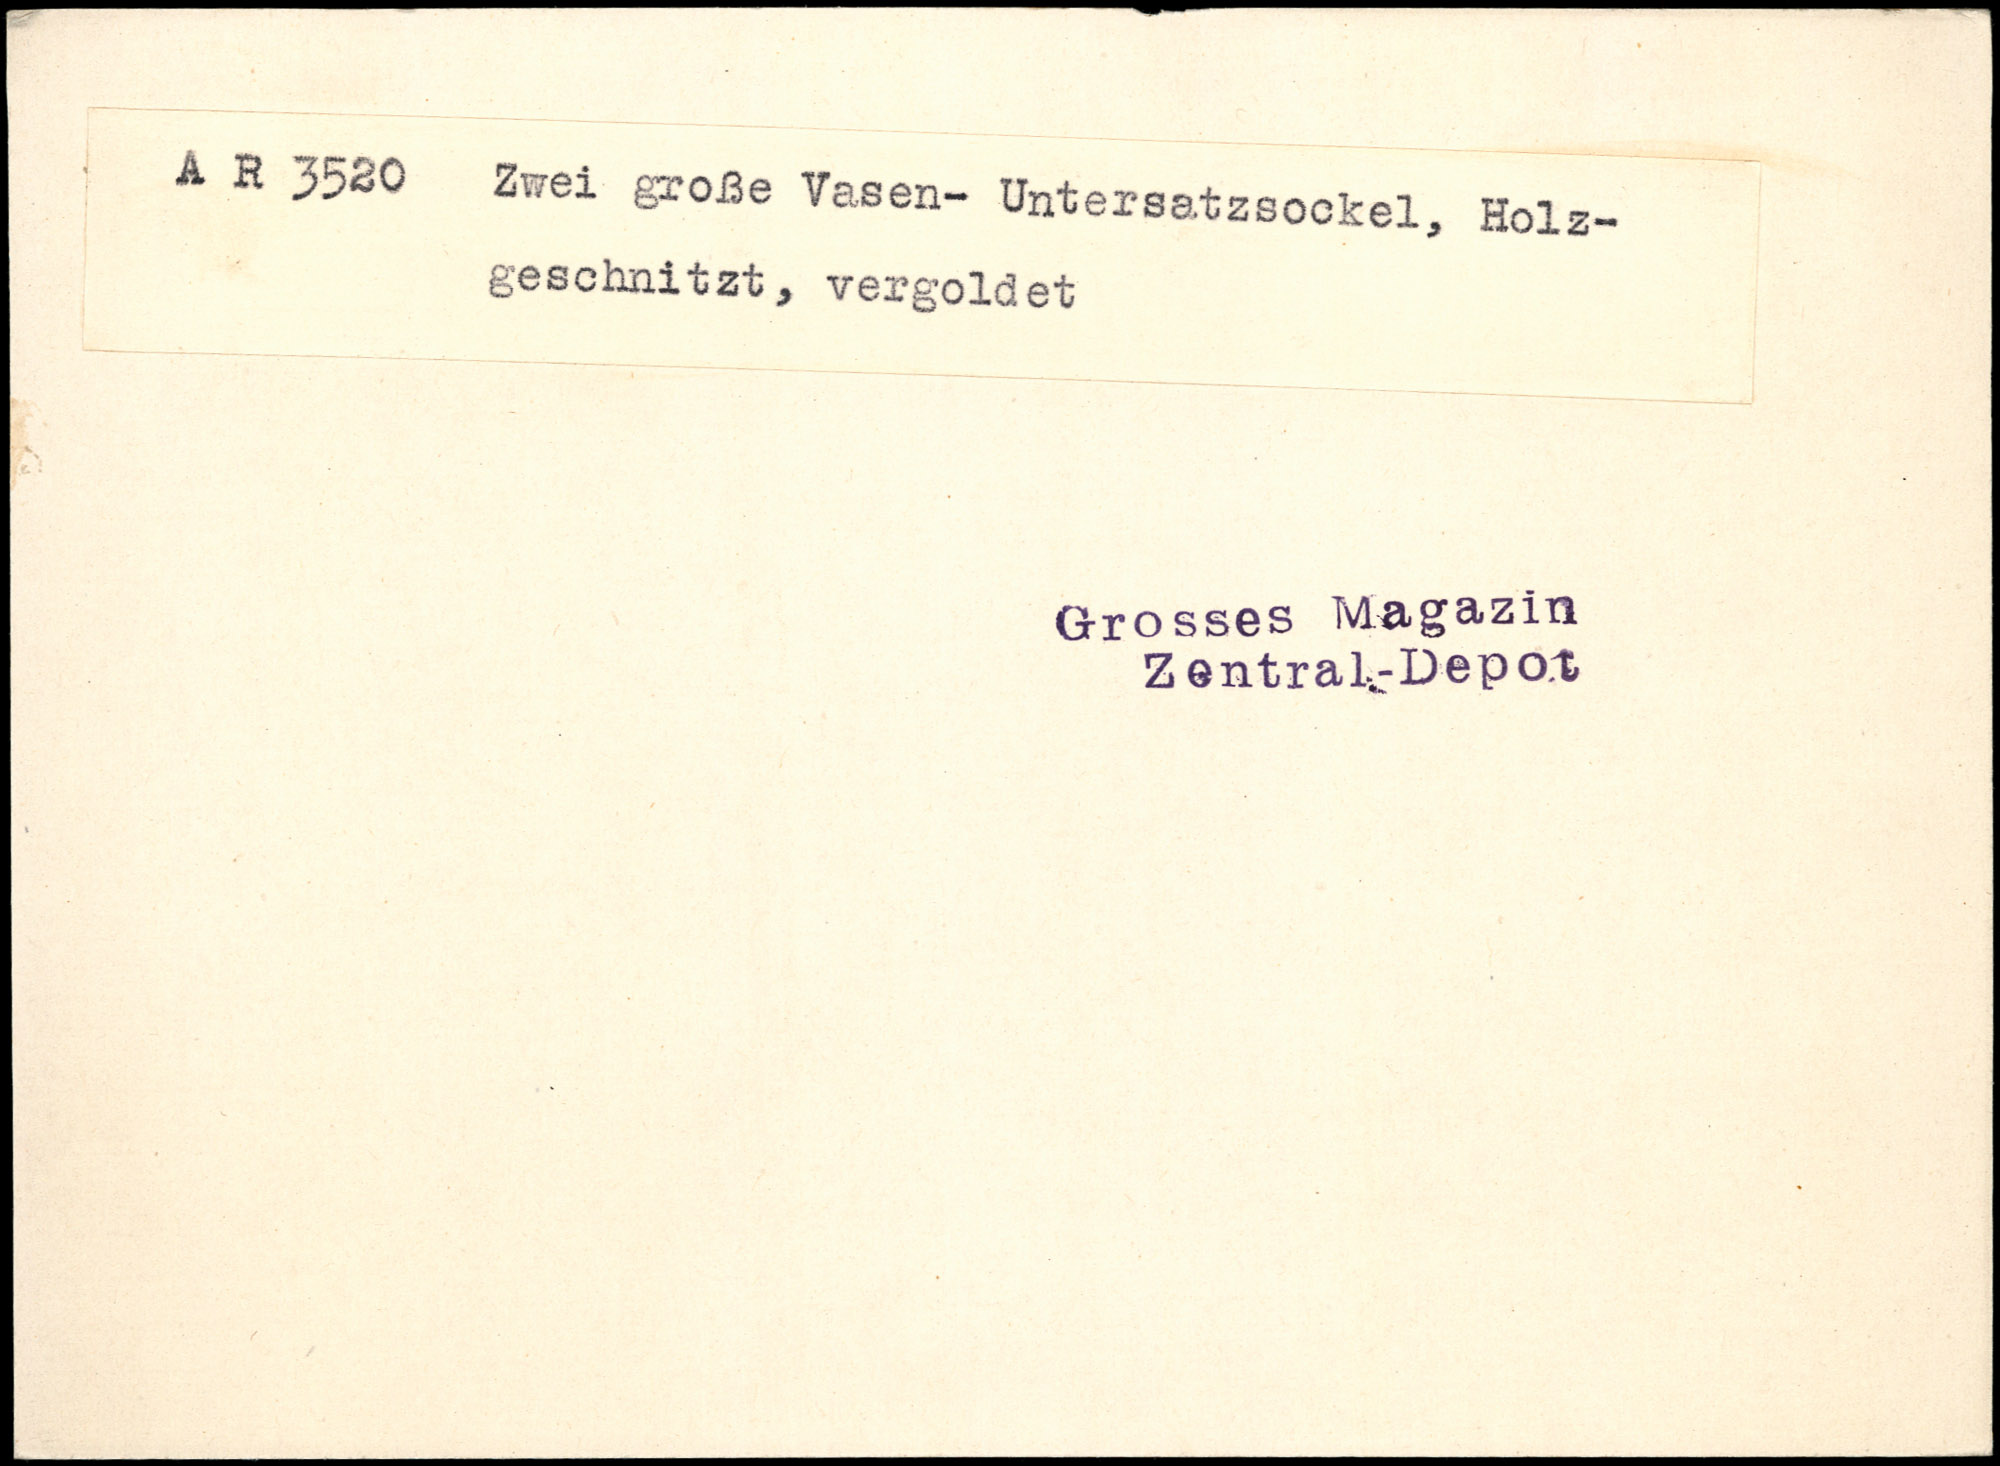 A R 3520 Zwei große Vasen- Untersatzsockel, Holz-
geschnitzt, vergoldet
Grosses Magazin
Zentral-Depot